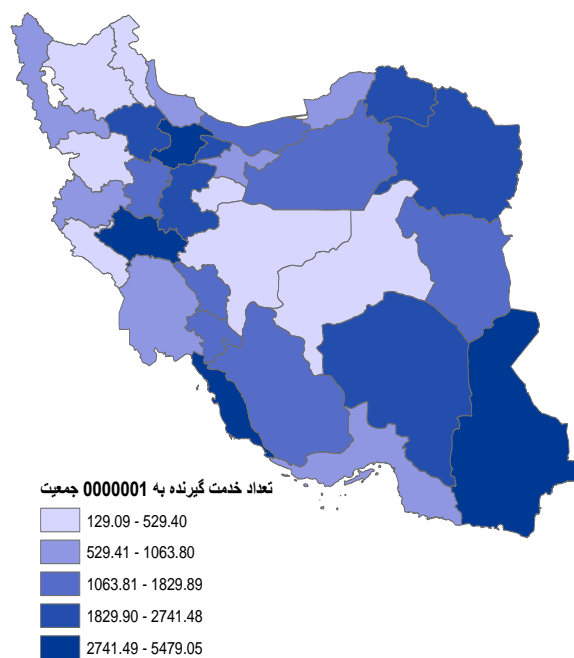 تعداد خدمت گیرنده به 0000001 جمعیت
129.09 - 529.40
529.41 - 1063.80
1063.81 - 1829.89
1829.90 - 2741.48
2741.49 - 5479.05